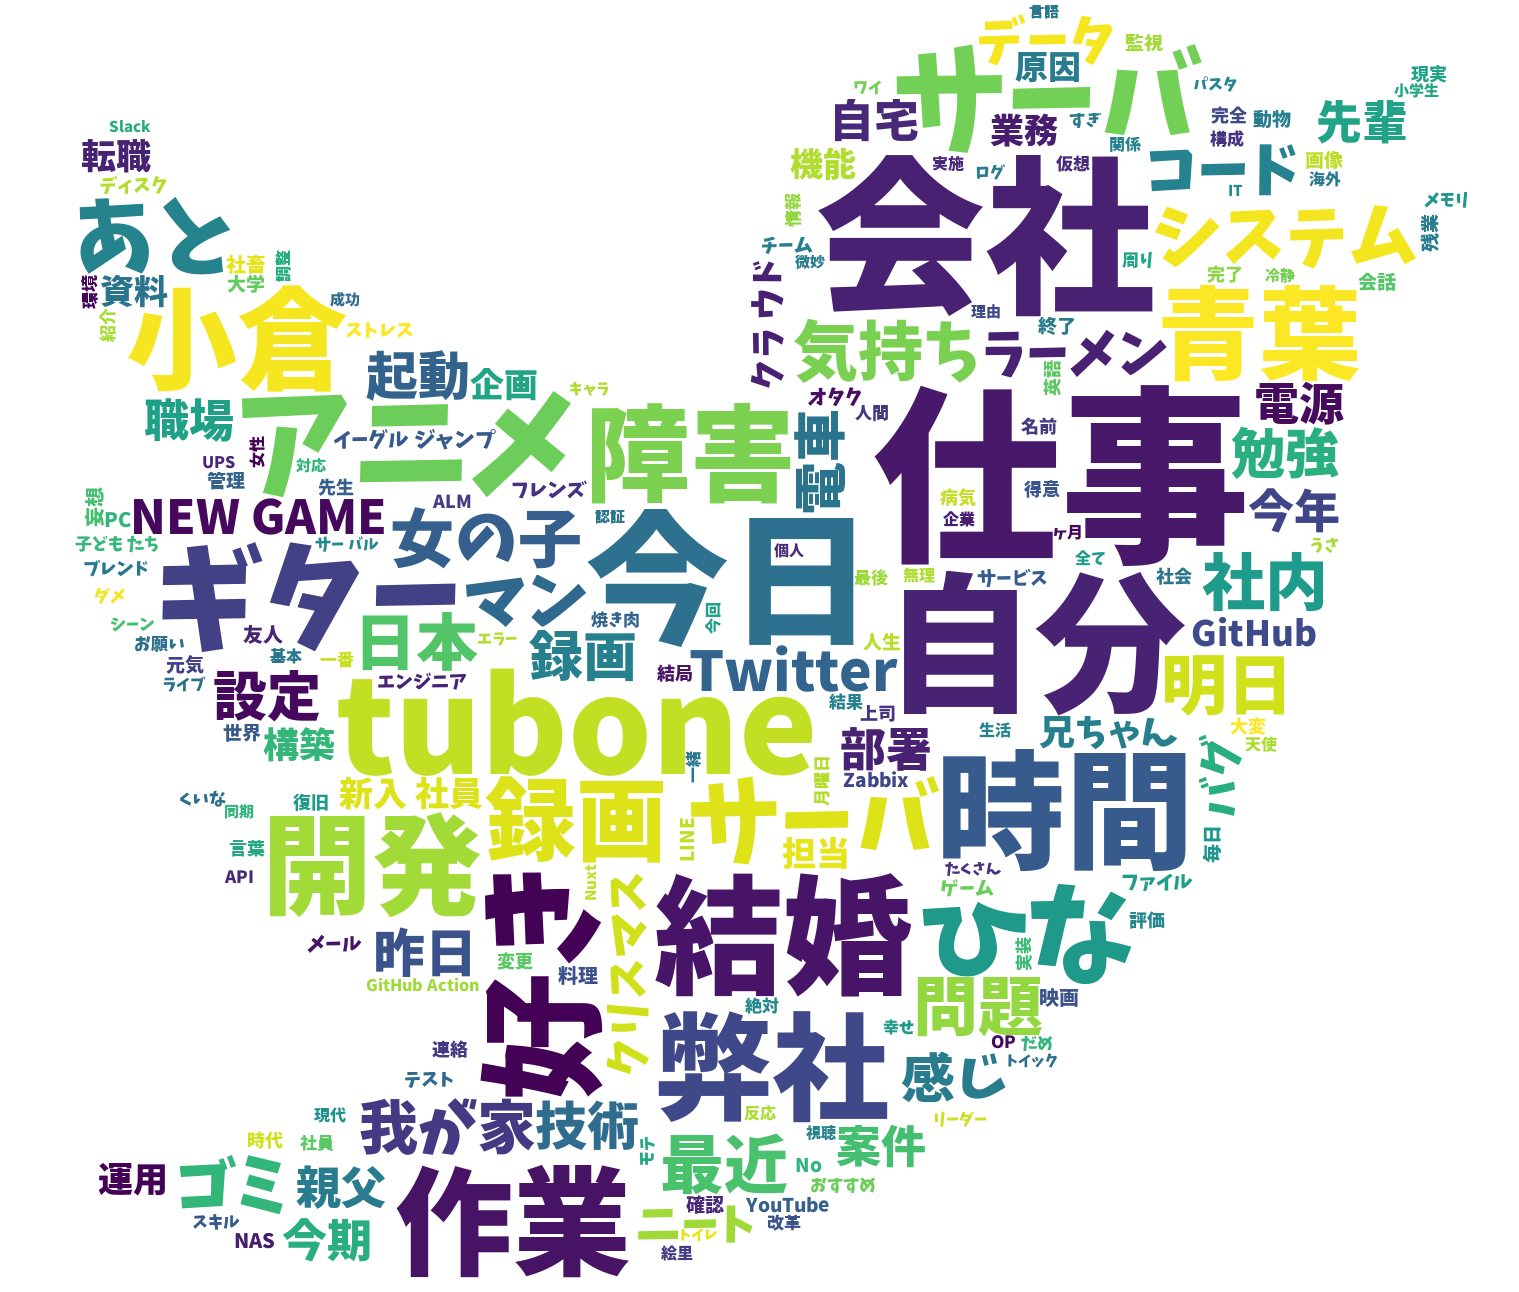 言語
データ
監視
原因
サーバ
現実
ワイ
パスタ
小学生
自宅
業務
すぎ
完全
動物
先輩
Slack
構成
転職
関係
コード
機能
実施
ログ
仮想
画像
海外
ディスク
IT
メモリ
会社
情報
あと
システム
残業
チーム
微妙
周り
社畜
調整
大学
完了
冷静
会話
環境
資料
クラウド
小倉
成功
理由
青葉
紹介
ストレス
気持ち
終了
ラーメン
起動
企画
キャラ
英語
オタク
電源
職場
アニメ
障害
人間
仕事
名前
イーグル ジャンプ
電車
勉強
女性
UPS
対応
管理
先生
フレンズ
得意
病気
今年
妄想
PC
NEW GAME
ALM
女の子
認証
企業
ヶ月
子どもたち
サーバル
今日
個人
全て
うさ
ブレンド
ギター
マン
最後
無理
サービス
社会
社内
ダメ
自分
シーン
焼き肉
今回
お願い
友人
日本
エラー
録画
人生
GitHub
元気
基本
一番
結局
Twitter
明日
ライブ
設定
エンジニア
tubone
結果
上司
世界
構築
部署
生活
兄ちゃん
大変
天使
一緒
月曜日
Zabbix
時間
バグ
くいな
同期
復旧
新入 社員
録画
サーバ
LINE
担当
毎日
言葉
開発
API
好き
Nuxt
クリスマス
結婚
たくさん
ゲーム
ファイル
ひな
評価
メール
昨日
変更
料理
実装
GitHub Action
問題
映画
絶対
弊社
幸せ
OP
だめ
連絡
感じ
トイック
テスト
現代
我が家
技術
反応
リーダー
時代
社員
モテ
視聴
案件
運用
ゴミ
親父
作業
最近
No
おすすめ
スキル
確認
YouTube
NAS
今期
ニート
トイレ
改革
絵里